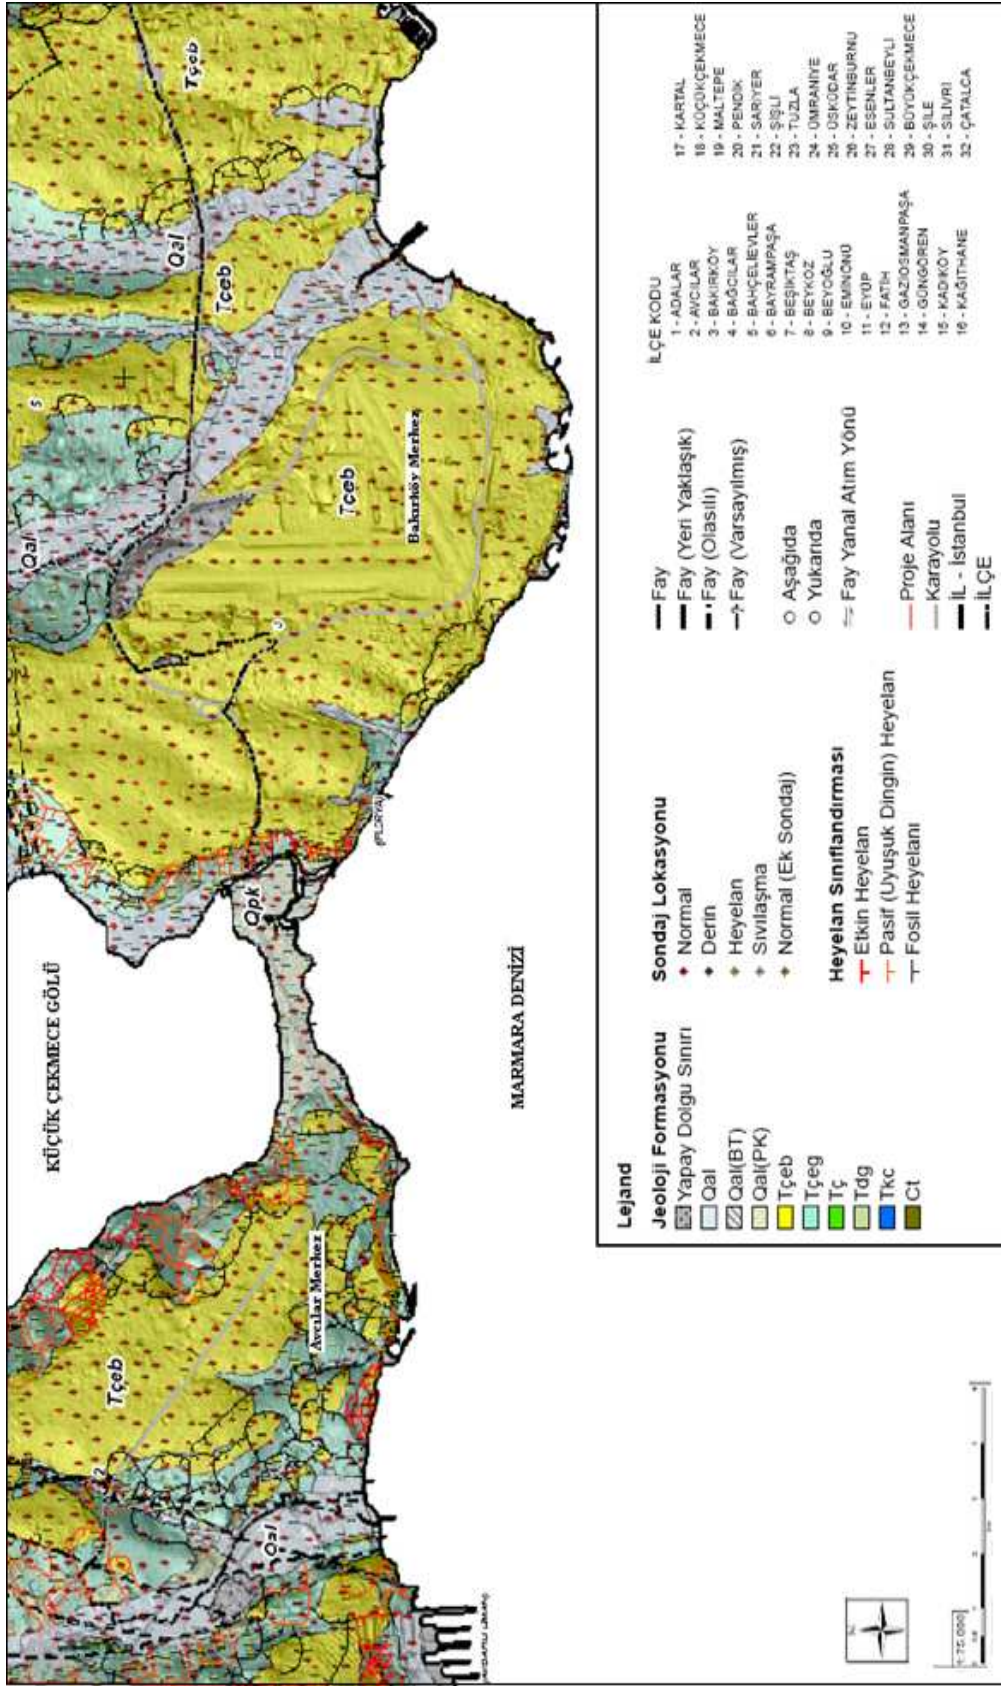 KÜÇÜK ÇEKMECE GÖLÜ
MARMARA DENİZİ
Tçeb
Avcılar Merkez
2
Qal
Qpk
(FLORYA)
Tçeb
Bakırköy Merkez
3
Qal
5
Tçeb
Qal
Tçeb
1:75.000
Lejand
Jeoloji Formasyonu
Yapay Dolgu Sınırı
Qal
Qal(BT)
Qal(PK)
Tçeb
Tçeg
Tç
Tdg
Tkc
Ct
Sondaj Lokasyonu
Normal
Derin
Heyelan
Sıvılaşma
Normal (Ek Sondaj)
Heyelan Sınıflandırması
Etkin Heyelan
Pasif (Uyuşuk Dingin) Heyelan
Fosil Heyelanı
Fay
Fay (Yeri Yaklaşık)
Fay (Olasılı)
Fay (Varsayılmış)
Aşağıda
Yukarıda
Fay Yanal Atım Yönü
Proje Alanı
Karayolu
İL - İstanbul
İLÇE
İLÇE KODU
1 - ADALAR
2 - AVCILAR
3 - BAKIRKÖY
4 - BAĞCILAR
5 - BAHÇELİEVLER
6 - BAYRAMPAŞA
7 - BEŞİKTAŞ
8 - BEYKOZ
9 - BEYOĞLU
10 - EMİNÖNÜ
11 - EYÜP
12 - FATİH
13 - GAZİOSMANPAŞA
14 - GÜNGÖREN
15 - KADIKÖY
16 - KAĞITHANE
17 - KARTAL
18 - KÜÇÜKÇEKMECE
19 - MALTEPE
20 - PENDİK
21 - SARIYER
22 - ŞİŞLİ
23 - TUZLA
24 - ÜMRANİYE
25 - ÜSKÜDAR
26 - ZEYTİNBURNU
27 - ESENLER
28 - SULTANBEYLİ
29 - BÜYÜKÇEKMECE
30 - ŞİLE
31 - SİLİVRİ
32 - ÇATALCA